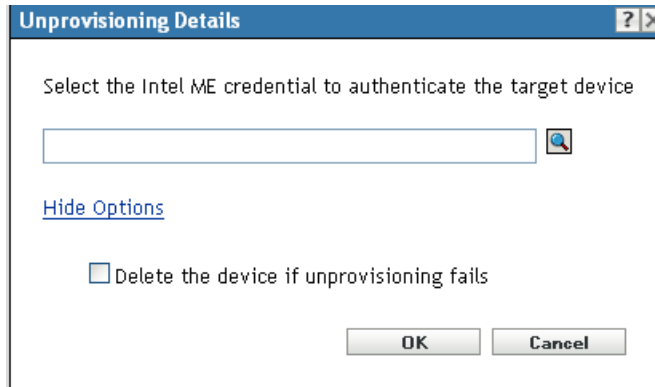 Unprovisioning Details ?
Select the Intel ME credential to authenticate the target device
Hide Options
Delete the device if unprovisioning fails
OK Cancel